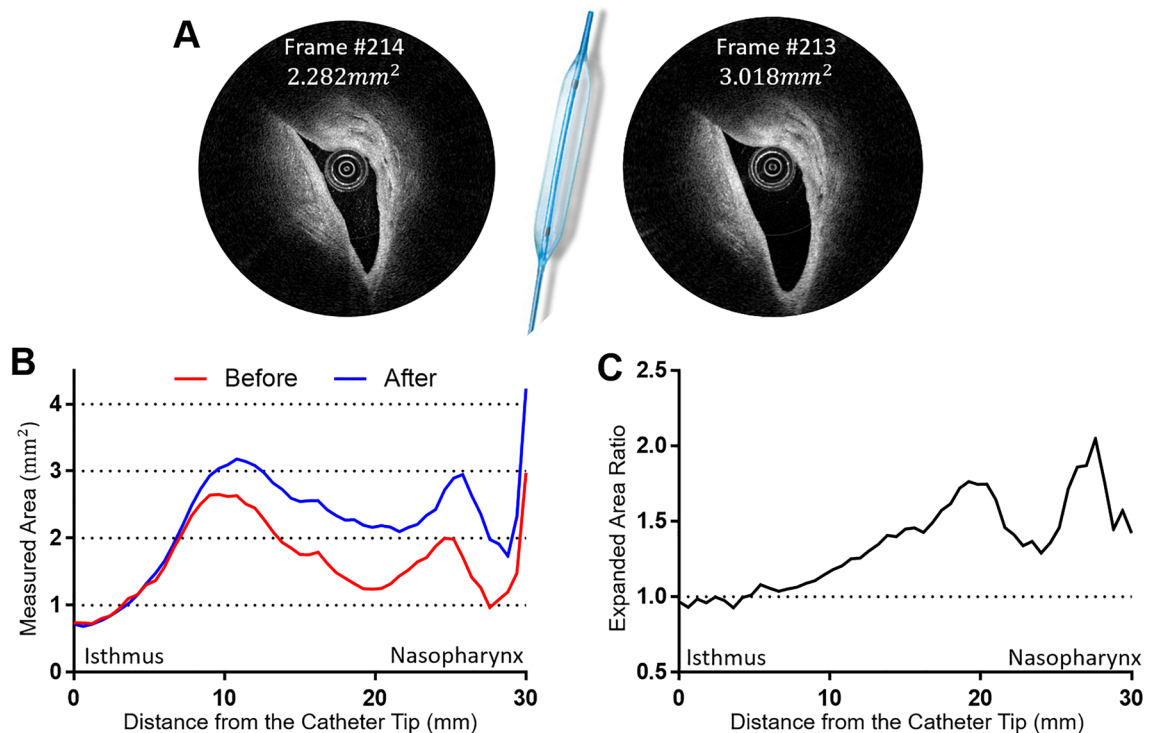 A
Frame #214
2.282mm²
Frame #213
3.018mm²
B
Before
After
Measured Area (mm²)
4
3
2
1
0
Isthmus
Nasopharynx
0
10
20
30
Distance from the Catheter Tip (mm)
C
Expanded Area Ratio
2.5
2.0
1.5
1.0
0.5
Isthmus
Nasopharynx
0
10
20
30
Distance from the Catheter Tip (mm)